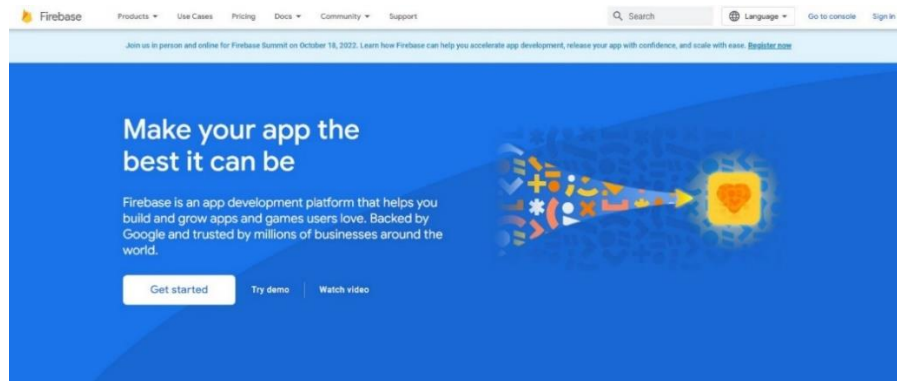 Firebase Products Use Cases Pricing Docs Community Support Search Language Go to console Sign in
Join us in person and online for Firebase Summit on October 18, 2022. Learn how Firebase can help you accelerate app development, release your app with confidence, and scale with ease. Register now
Make your app the
best it can be
Firebase is an app development platform that helps you
build and grow apps and games users love. Backed by
Google and trusted by millions of businesses around the
world.
Get started Try demo Watch video